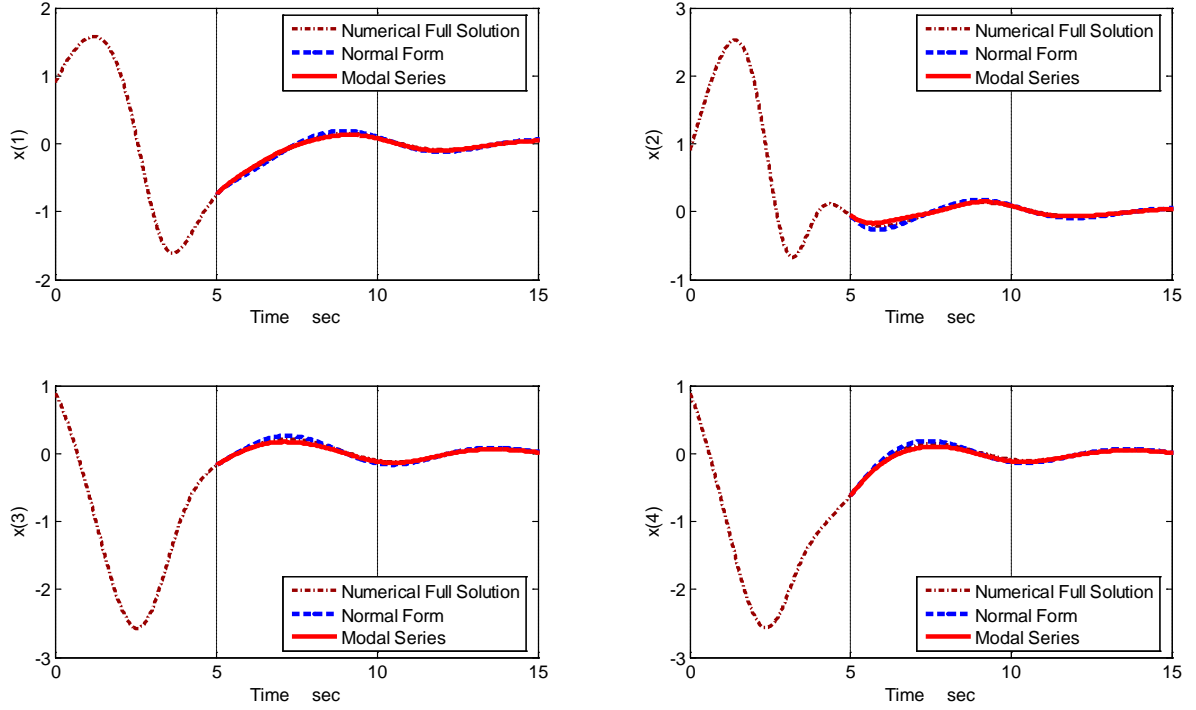 2
1
0
-1
-2
x(1)
0 5 10 15
Time sec
Numerical Full Solution
Normal Form
Modal Series
3
2
1
0
-1
x(2)
0 5 10 15
Time sec
Numerical Full Solution
Normal Form
Modal Series
1
0
-1
-2
-3
x(3)
0 5 10 15
Time sec
Numerical Full Solution
Normal Form
Modal Series
1
0
-1
-2
-3
x(4)
0 5 10 15
Time sec
Numerical Full Solution
Normal Form
Modal Series